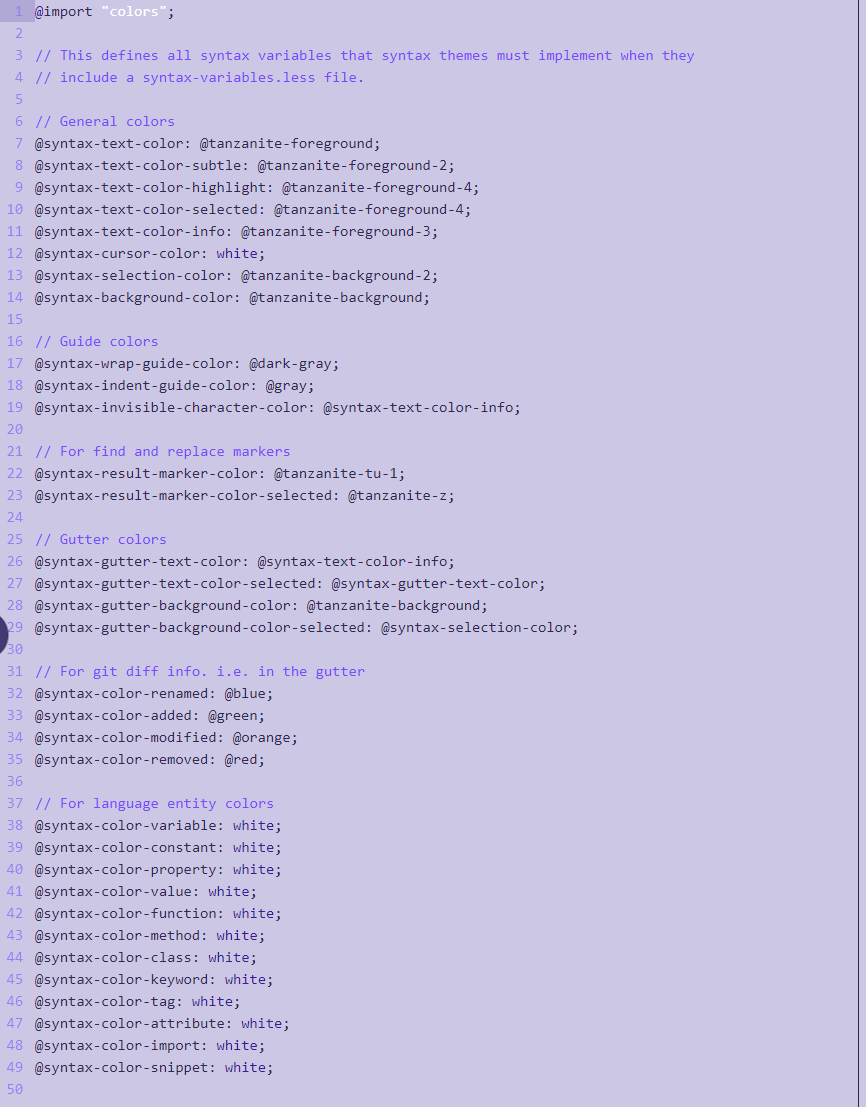 1 @import "colors";
2
3 // This defines all syntax variables that syntax themes must implement when they
4 // include a syntax-variables.less file.
5
6 // General colors
7 @syntax-text-color: @tanzanite-foreground;
8 @syntax-text-color-subtle: @tanzanite-foreground-2;
9 @syntax-text-color-highlight: @tanzanite-foreground-4;
10 @syntax-text-color-selected: @tanzanite-foreground-4;
11 @syntax-text-color-info: @tanzanite-foreground-3;
12 @syntax-cursor-color: white;
13 @syntax-selection-color: @tanzanite-background-2;
14 @syntax-background-color: @tanzanite-background;
15
16 // Guide colors
17 @syntax-wrap-guide-color: @dark-gray;
18 @syntax-indent-guide-color: @gray;
19 @syntax-invisible-character-color: @syntax-text-color-info;
20
21 // For find and replace markers
22 @syntax-result-marker-color: @tanzanite-tu-1;
23 @syntax-result-marker-color-selected: @tanzanite-z;
24
25 // Gutter colors
26 @syntax-gutter-text-color: @syntax-text-color-info;
27 @syntax-gutter-text-color-selected: @syntax-gutter-text-color;
28 @syntax-gutter-background-color: @tanzanite-background;
29 @syntax-gutter-background-color-selected: @syntax-selection-color;
30
31 // For git diff info. i.e. in the gutter
32 @syntax-color-renamed: @blue;
33 @syntax-color-added: @green;
34 @syntax-color-modified: @orange;
35 @syntax-color-removed: @red;
36
37 // For language entity colors
38 @syntax-color-variable: white;
39 @syntax-color-constant: white;
40 @syntax-color-property: white;
41 @syntax-color-value: white;
42 @syntax-color-function: white;
43 @syntax-color-method: white;
44 @syntax-color-class: white;
45 @syntax-color-keyword: white;
46 @syntax-color-tag: white;
47 @syntax-color-attribute: white;
48 @syntax-color-import: white;
49 @syntax-color-snippet: white;
50